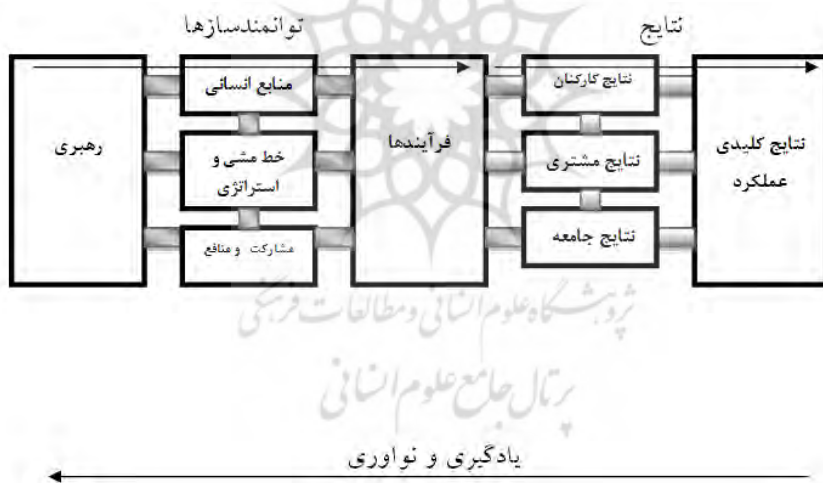 توانمندسازها
نتایج
رهبری
منابع انسانی
خط مشی و
استراتژی
مشارکت و منافع
فرآیندها
نتایج کارکنان
نتایج مشتری
نتایج جامعه
نتایج کلیدی
عملکرد
پژوهشگاه علوم انسانی و مطالعات فرهنگی
پرتال جامع علوم انسانی
یادگیری و نوآوری